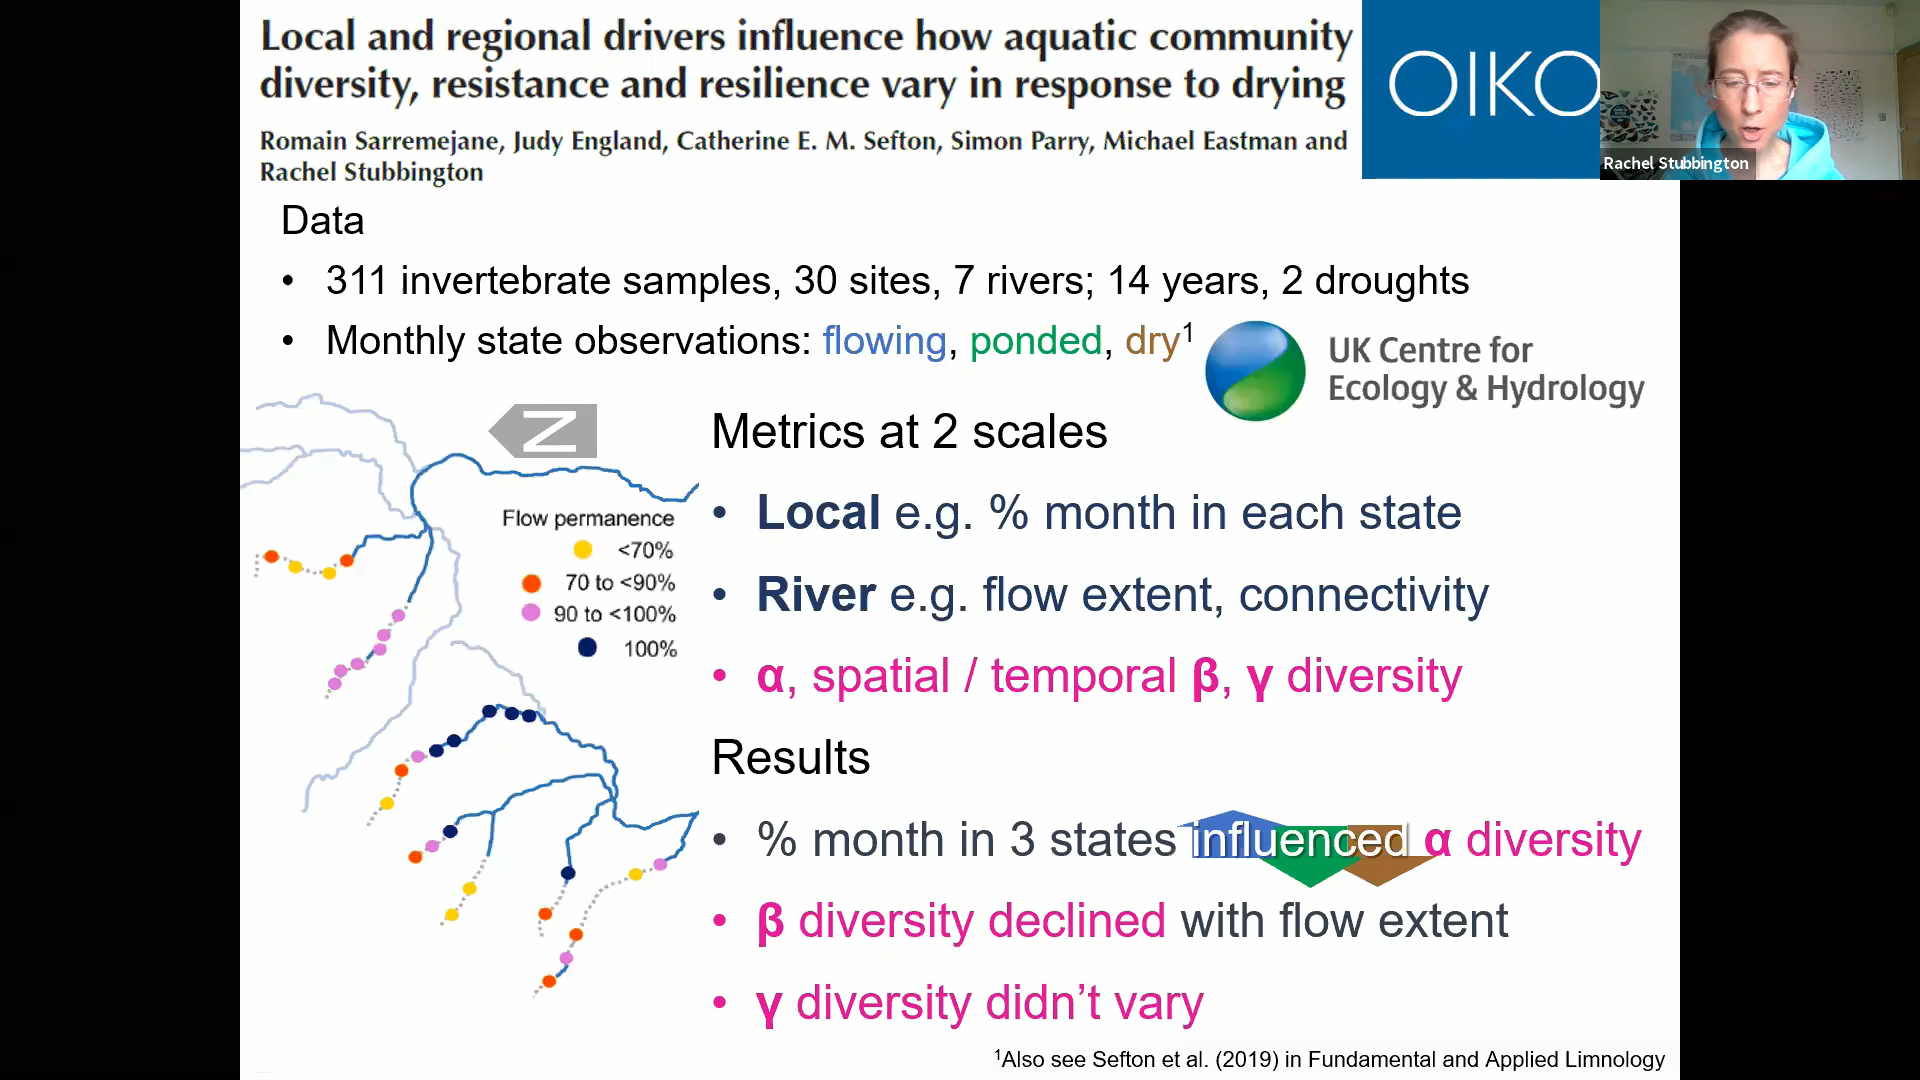 Local and regional drivers influence how aquatic community
diversity, resistance and resilience vary in response to drying
OIKO
Romain Sarremejane, Judy England, Catherine E. M. Sefton, Simon Parry, Michael Eastman and
Rachel Stubbington
Rachel Stubbington
Data
• 311 invertebrate samples, 30 sites, 7 rivers; 14 years, 2 droughts
• Monthly state observations: flowing, ponded, dry¹
UK Centre for
Ecology & Hydrology
N
Flow permanence
<70%
70 to <90%
90 to <100%
100%
Metrics at 2 scales
• Local e.g. % month in each state
• River e.g. flow extent, connectivity
• α, spatial / temporal β, γ diversity
Results
• % month in 3 states influenced α diversity
• β diversity declined with flow extent
• γ diversity didn’t vary
¹Also see Sefton et al. (2019) in Fundamental and Applied Limnology